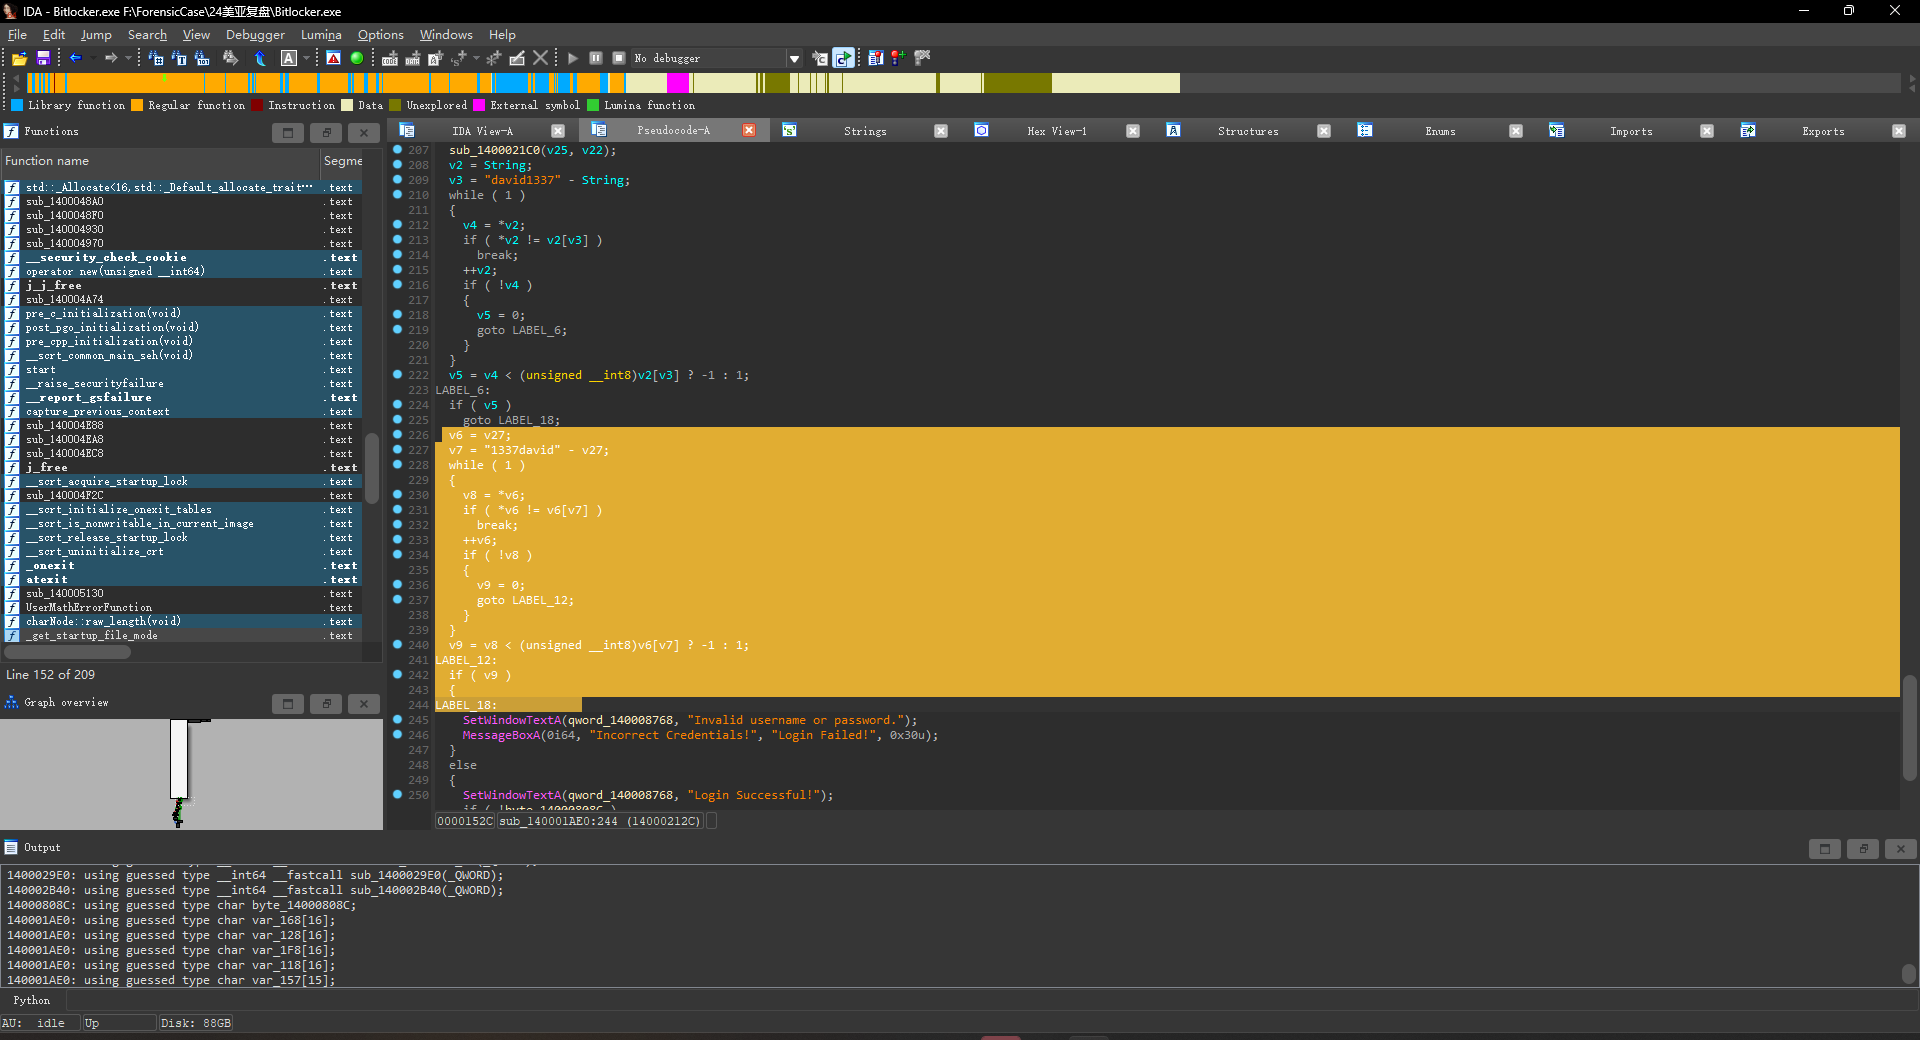 IDA - Bitlocker.exe F:\ForensicCase\24美亚复盘\Bitlocker.exe
File Edit Jump Search View Debugger Lumina Options Windows Help
No debugger
Library function Regular function Instruction Data Unexplored External symbol Lumina function
Functions
IDA View-A Pseudocode-A Strings Hex View-1 Structures Enums Imports Exports
Function name Segme
std::_Allocate<16,std::_Default_allocate_trait… .text
sub_1400048A0 .text
sub_1400048F0 .text
sub_140004930 .text
sub_140004970 .text
__security_check_cookie .text
operator new(unsigned __int64) .text
j_j_free .text
sub_140004A74 .text
pre_c_initialization(void) .text
post_pgo_initialization(void) .text
pre_cpp_initialization(void) .text
__scrt_common_main_seh(void) .text
start .text
__raise_securityfailure .text
__report_gsfailure .text
capture_previous_context .text
sub_140004E88 .text
sub_140004EA8 .text
sub_140004EC8 .text
j_free .text
__scrt_acquire_startup_lock .text
sub_140004F2C .text
__scrt_initialize_onexit_tables .text
__scrt_is_nonwritable_in_current_image .text
__scrt_release_startup_lock .text
__scrt_uninitialize_crt .text
_onexit .text
atexit .text
sub_140005130 .text
UserMathErrorFunction .text
charNode::raw_length(void) .text
_get_startup_file_mode .text
Line 152 of 209
Graph overview
207 sub_1400021C0(v25, v22);
208 v2 = String;
209 v3 = "david1337" - String;
210 while ( 1 )
211 {
212 v4 = *v2;
213 if ( *v2 != v2[v3] )
214 break;
215 ++v2;
216 if ( !v4 )
217 {
218 v5 = 0;
219 goto LABEL_6;
220 }
221 }
222 v5 = v4 < (unsigned __int8)v2[v3] ? -1 : 1;
223 LABEL_6:
224 if ( v5 )
225 goto LABEL_18;
226 v6 = v27;
227 v7 = "1337david" - v27;
228 while ( 1 )
229 {
230 v8 = *v6;
231 if ( *v6 != v6[v7] )
232 break;
233 ++v6;
234 if ( !v8 )
235 {
236 v9 = 0;
237 goto LABEL_12;
238 }
239 }
240 v9 = v8 < (unsigned __int8)v6[v7] ? -1 : 1;
241 LABEL_12:
242 if ( v9 )
243 {
244 LABEL_18:
245 SetWindowTextA(qword_140008768, "Invalid username or password.");
246 MessageBoxA(0i64, "Incorrect Credentials!", "Login Failed!", 0x30u);
247 }
248 else
249 {
250 SetWindowTextA(qword_140008768, "Login Successful!");
if ( !byte_14000808C )
0000152C sub_140001AE0:244 (14000212C)
Output
1400029E0: using guessed type __int64 __fastcall sub_1400029E0(_QWORD);
140002B40: using guessed type __int64 __fastcall sub_140002B40(_QWORD);
14000808C: using guessed type char byte_14000808C;
140001AE0: using guessed type char var_168[16];
140001AE0: using guessed type char var_128[16];
140001AE0: using guessed type char var_1F8[16];
140001AE0: using guessed type char var_118[16];
140001AE0: using guessed type char var_157[15];
Python
AU: idle Up Disk: 88GB